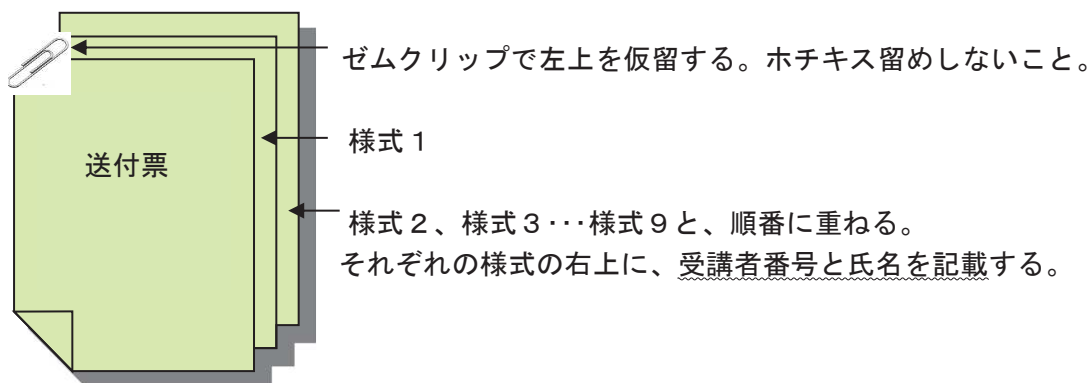 ゼムクリップで左上を仮留する。ホチキス留めしないこと。
様式1
送付票
様式2、様式3…様式9と、順番に重ねる。
それぞれの様式の右上に、受講者番号と氏名を記載する。